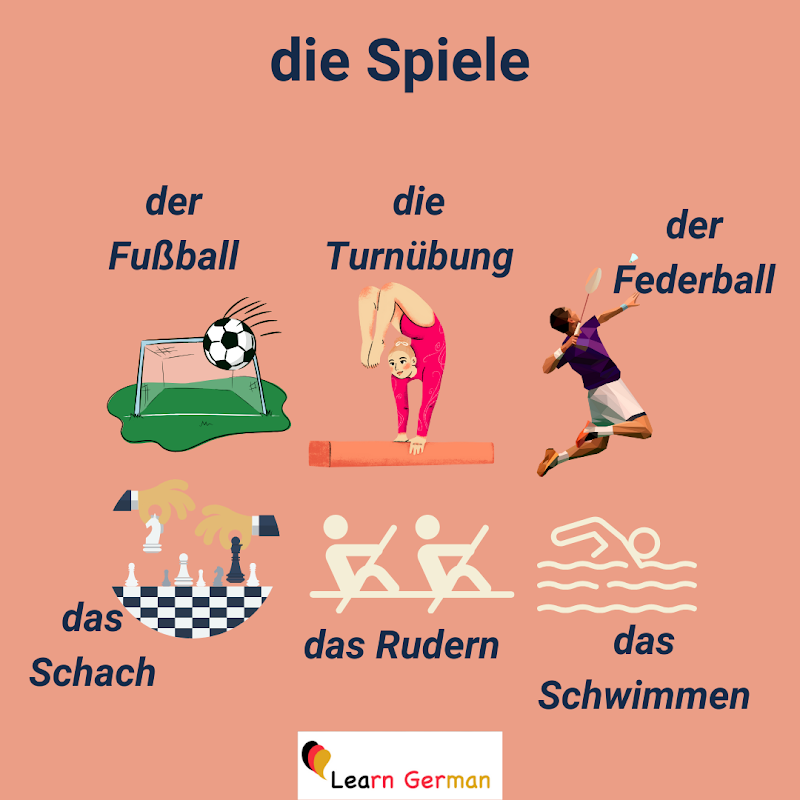 die Spiele
der
Fußball
die
Turnübung
der
Federball
das
Schach
das Rudern
das
Schwimmen
Learn German